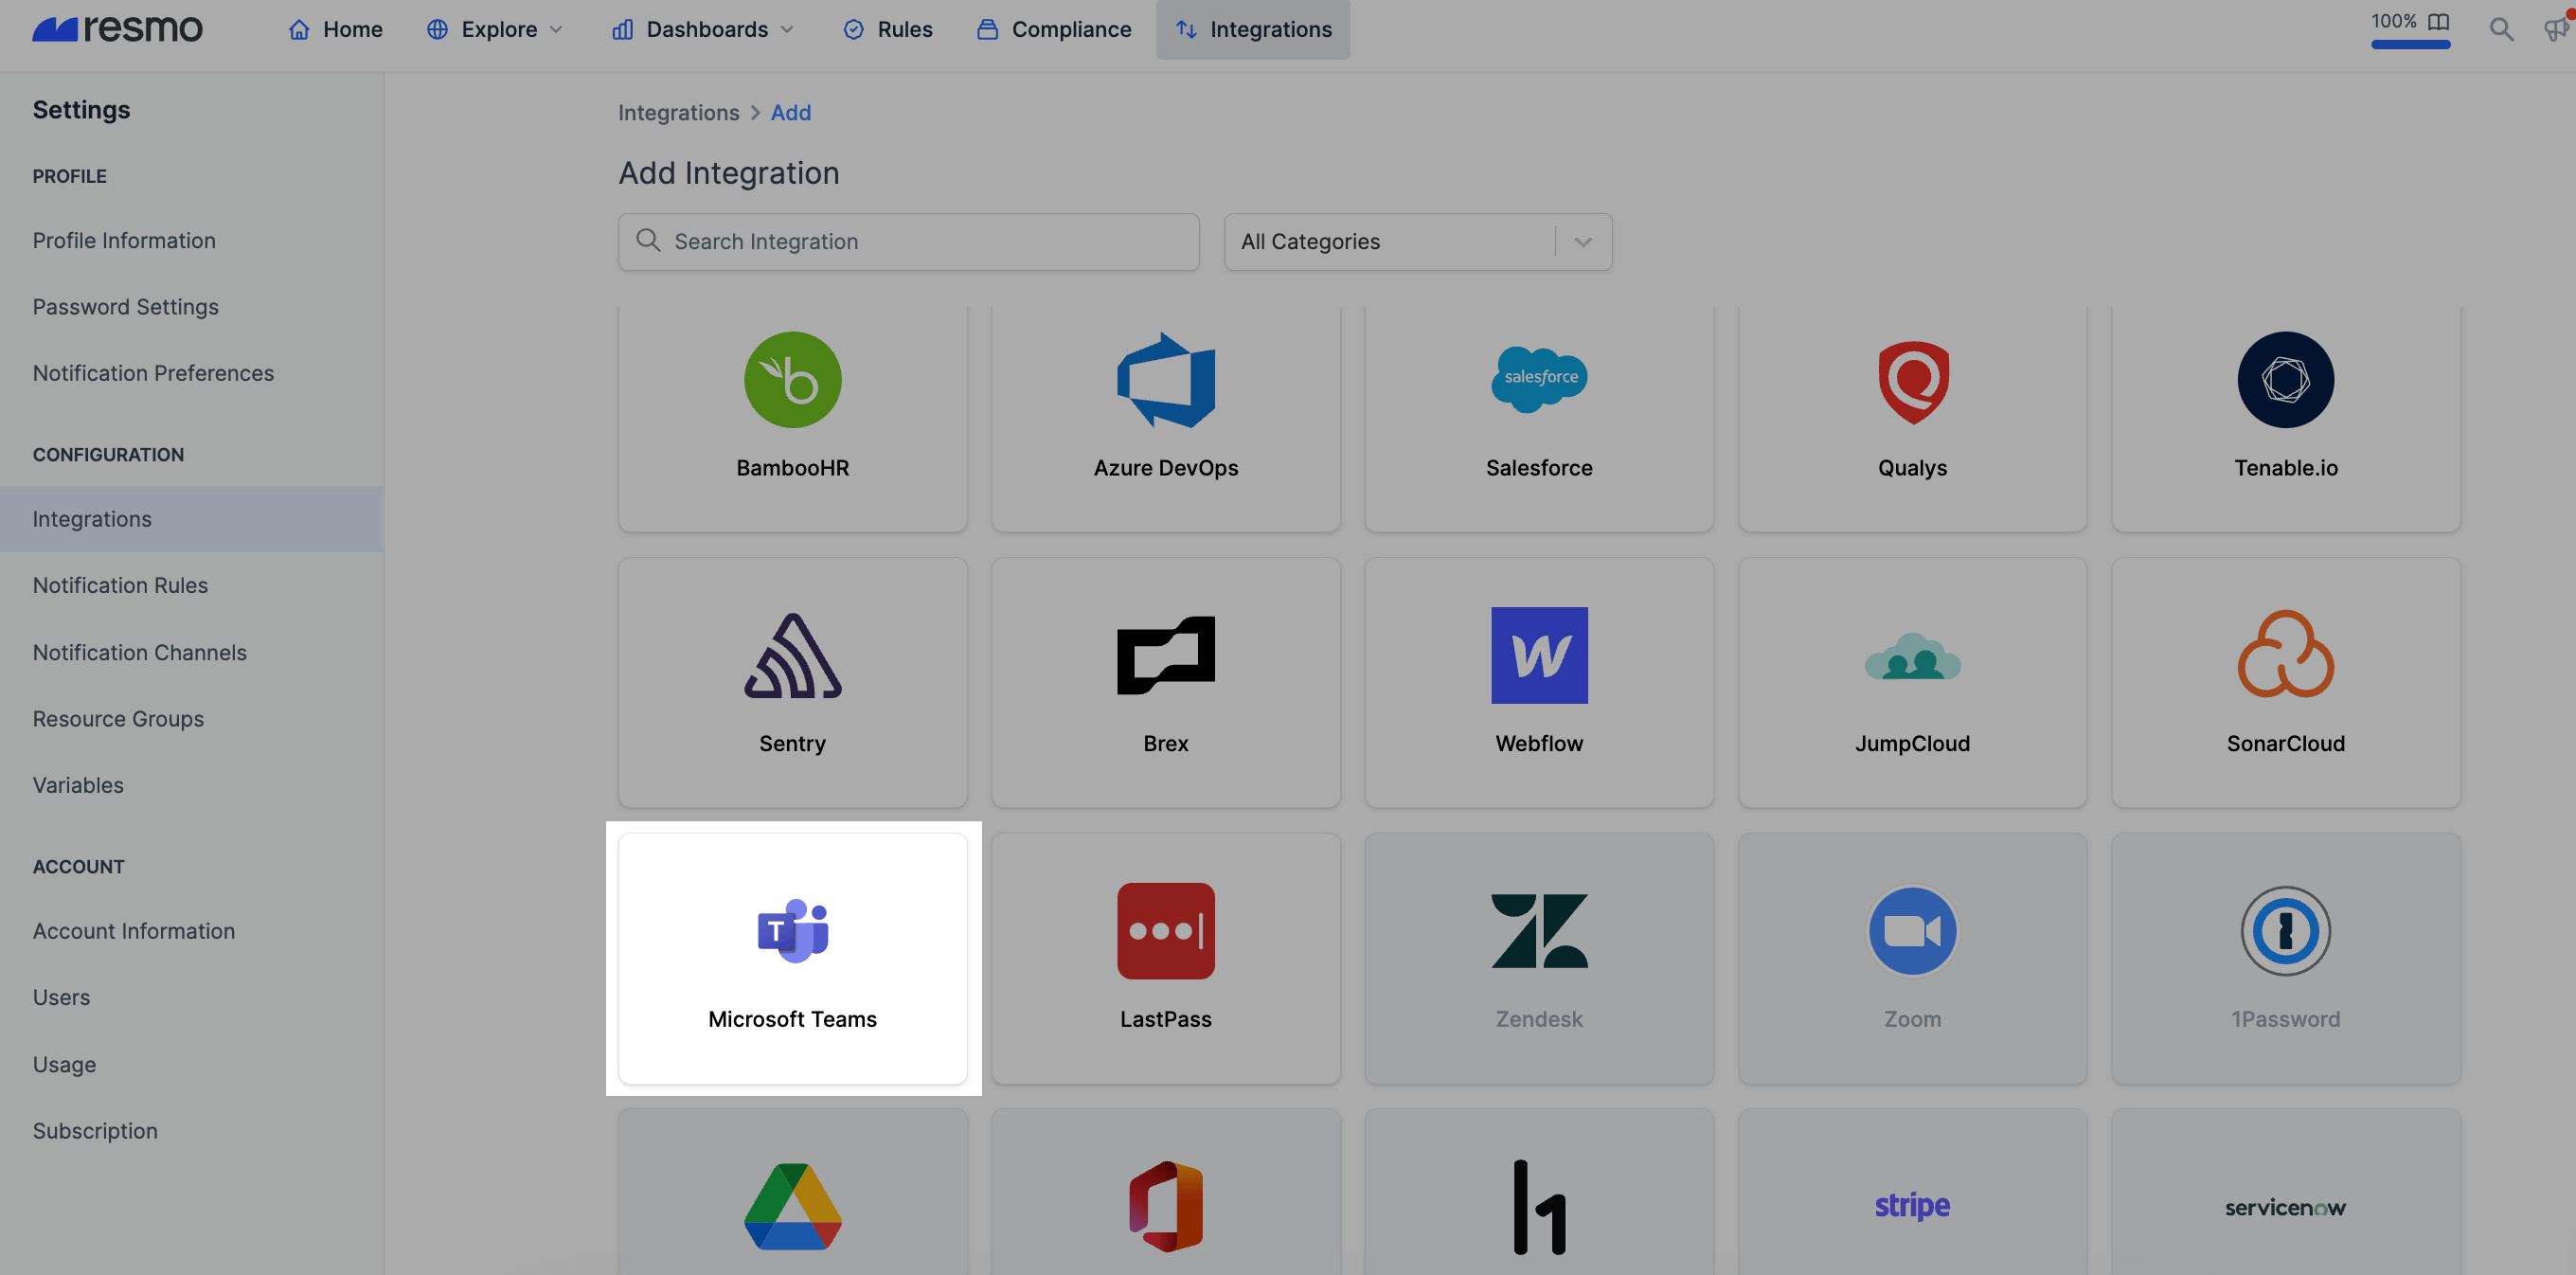 resmo
Home
Explore
Dashboards
Rules
Compliance
Integrations
100%
Settings
PROFILE
Profile Information
Password Settings
Notification Preferences
CONFIGURATION
Integrations
Notification Rules
Notification Channels
Resource Groups
Variables
ACCOUNT
Account Information
Users
Usage
Subscription
Integrations > Add
Add Integration
Search Integration
All Categories
b
salesforce
BambooHR
Azure DevOps
Salesforce
Qualys
Tenable.io
W
Sentry
Brex
Webflow
JumpCloud
SonarCloud
T
Microsoft Teams
LastPass
Zendesk
Zoom
1Password
h1
stripe
servicenow